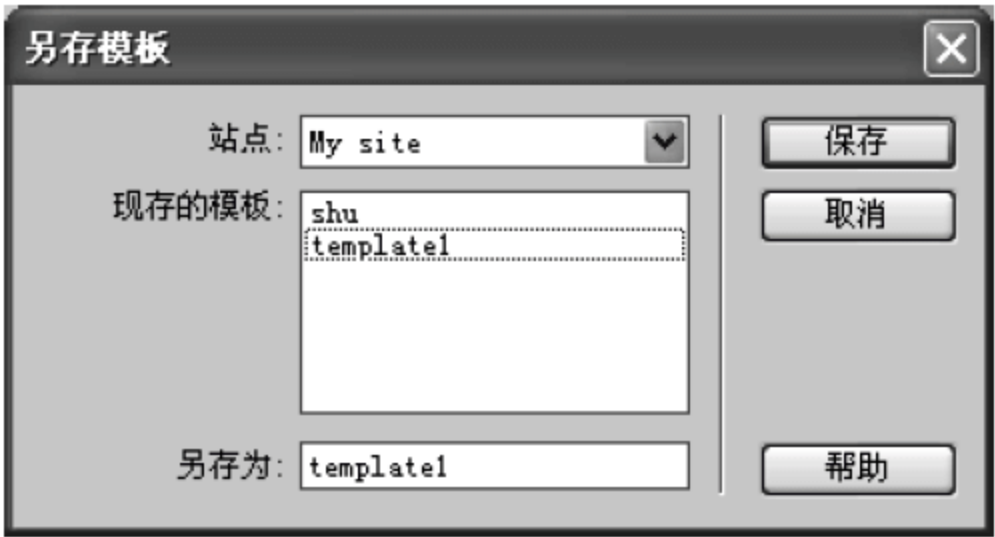 另存模板
站点: My site
保存
现存的模板: shu
取消
template1
另存为: template1
帮助